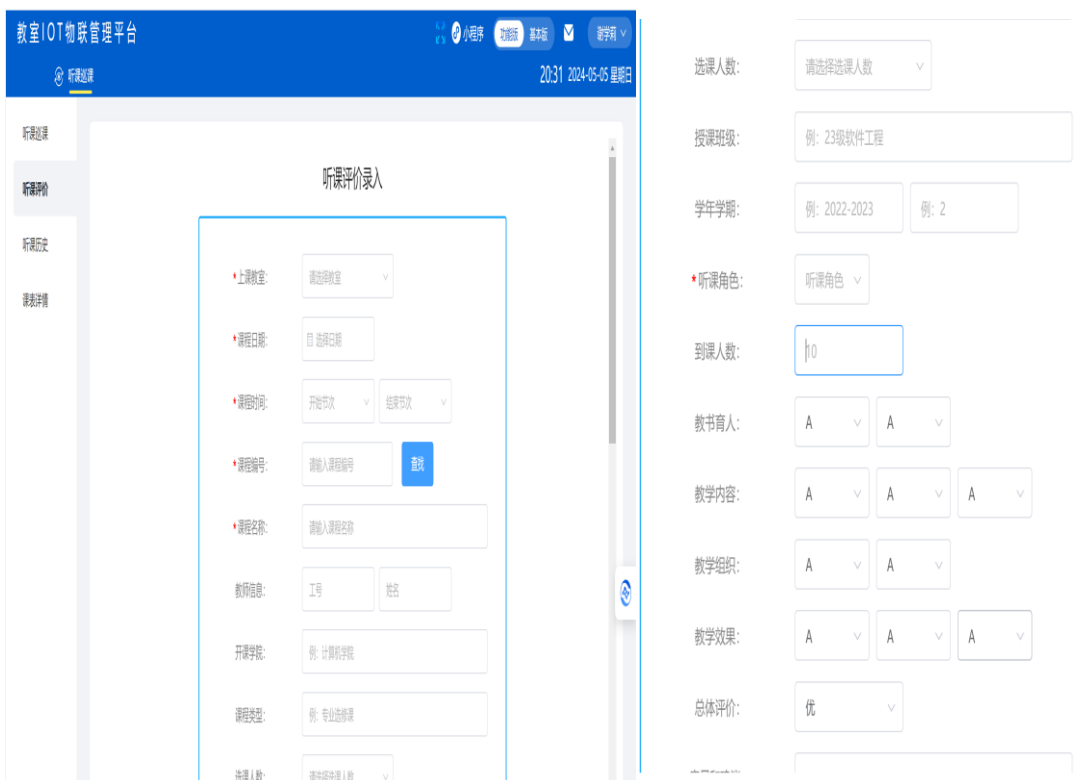 教室IOT物联管理平台
小程序 功能版 基本版 谢学莉
听课巡课 20:31 2024-05-05 星期日
听课巡课
听课评价
听课历史
课表详情
听课评价录入
*上课教室: 请选择教室
*课程日期: 选择日期
*课程时间: 开始节次 结束节次
*课程编号: 请输入课程编号 查找
*课程名称: 请输入课程名称
教师信息: 工号 姓名
开课学院: 例: 计算机学院
课程类型: 例: 专业选修课
选课人数: 请选择选课人数
选课人数: 请选择选课人数
授课班级: 例: 23级软件工程
学年学期: 例: 2022-2023 例: 2
*听课角色: 听课角色
到课人数: 10
教书育人: A A
教学内容: A A A
教学组织: A A
教学效果: A A A
总体评价: 优